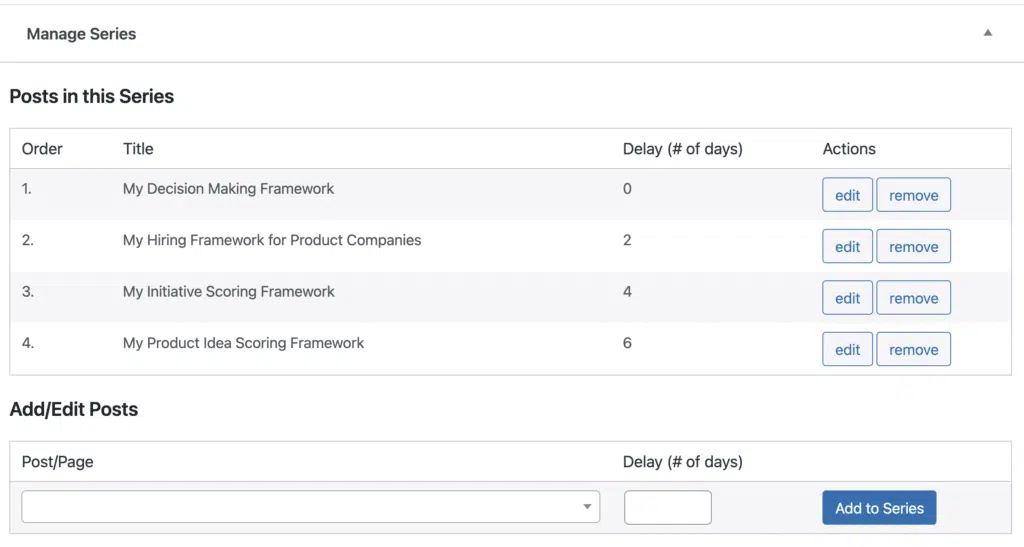 Manage Series
Posts in this Series
Order Title Delay (# of days) Actions
1. My Decision Making Framework 0 edit remove
2. My Hiring Framework for Product Companies 2 edit remove
3. My Initiative Scoring Framework 4 edit remove
4. My Product Idea Scoring Framework 6 edit remove
Add/Edit Posts
Post/Page Delay (# of days)
Add to Series